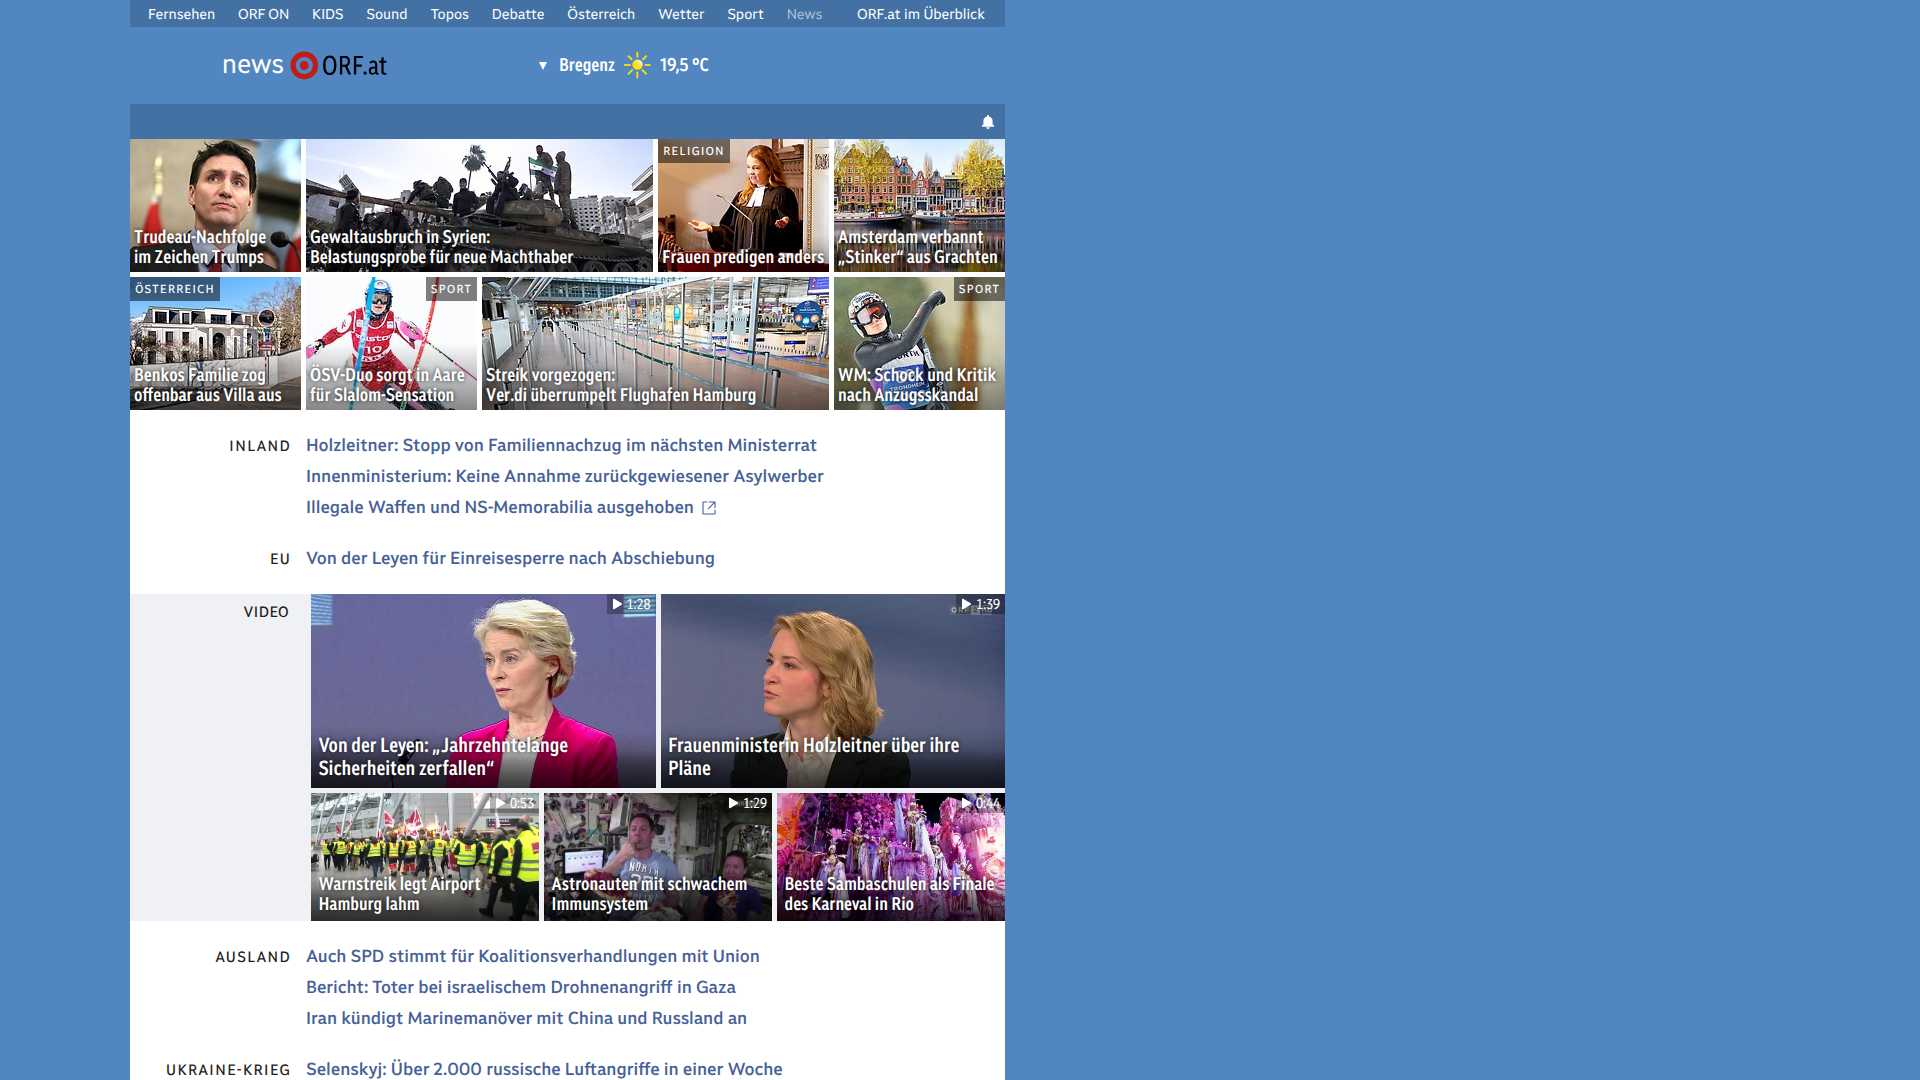 Fernsehen ORF ON KIDS Sound Topos Debatte Österreich Wetter Sport News ORF.at im Überblick
news ORF.at
Bregenz 19,5 °C
Trudeau-Nachfolge
im Zeichen Trumps
Gewaltausbruch in Syrien:
Belastungsprobe für neue Machthaber
RELIGION
Frauen predigen anders
Amsterdam verbannt
„Stinker“ aus Grachten
ÖSTERREICH
Benkos Familie zog
offenbar aus Villa aus
SPORT
ÖSV-Duo sorgt in Aare
für Slalom-Sensation
Streik vorgezogen:
Ver.di überrumpelt Flughafen Hamburg
SPORT
WM: Schock und Kritik
nach Anzugsskandal
INLAND
Holzleitner: Stopp von Familiennachzug im nächsten Ministerrat
Innenministerium: Keine Annahme zurückgewiesener Asylwerber
Illegale Waffen und NS-Memorabilia ausgehoben
EU
Von der Leyen für Einreisesperre nach Abschiebung
VIDEO
1:28
Von der Leyen: „Jahrzehntelange
Sicherheiten zerfallen“
1:39
Frauenministerin Holzleitner über ihre
Pläne
0:53
Warnstreik legt Airport
Hamburg lahm
1:29
Astronauten mit schwachem
Immunsystem
0:44
Beste Sambaschulen als Finale
des Karneval in Rio
AUSLAND
Auch SPD stimmt für Koalitionsverhandlungen mit Union
Bericht: Toter bei israelischem Drohnenangriff in Gaza
Iran kündigt Marinemanöver mit China und Russland an
UKRAINE-KRIEG
Selenskyj: Über 2.000 russische Luftangriffe in einer Woche